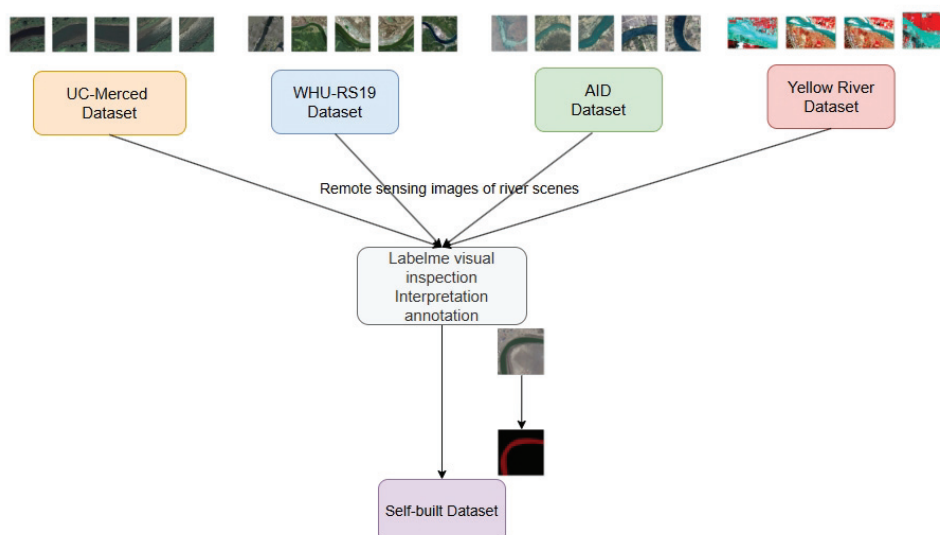 UC-Merced
Dataset
WHU-RS19
Dataset
AID
Dataset
Yellow River
Dataset
Remote sensing images of river scenes
Labelme visual
inspection
Interpretation
annotation
Self-built Dataset